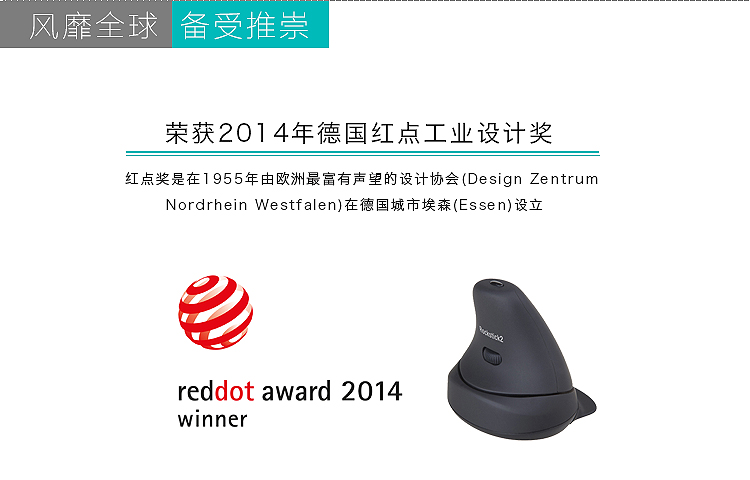 风靡全球 备受推崇
荣获2014年德国红点工业设计奖
红点奖是在1955年由欧洲最富有声望的设计协会(Design Zentrum
Nordrhein Westfalen)在德国城市埃森(Essen)设立
reddot award 2014
winner
Rockstick2